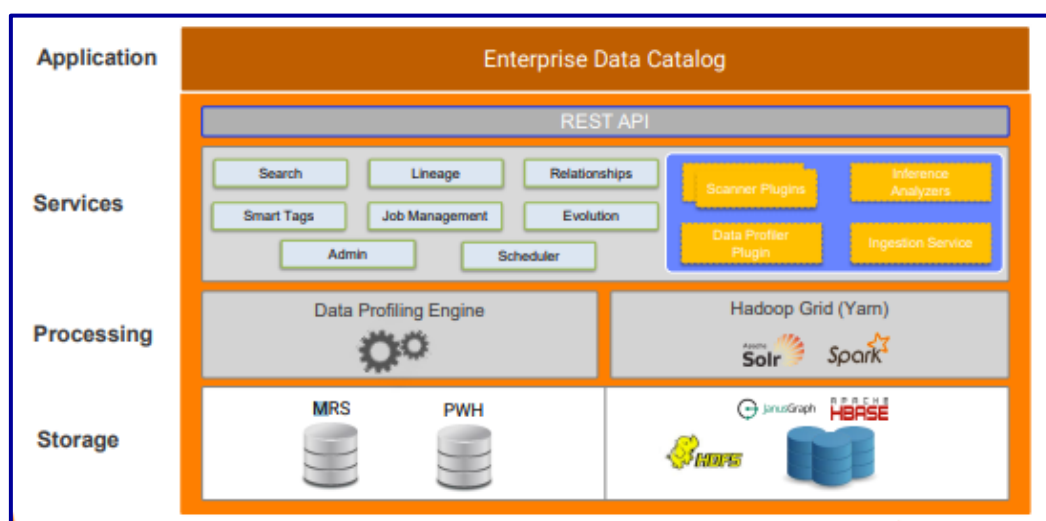 Application
Enterprise Data Catalog
REST API
Services
Search
Lineage
Relationships
Smart Tags
Job Management
Evolution
Admin
Scheduler
Scanner Plugins
Inference
Analyzers
Data Profiler
Plugin
Ingestion Service
Processing
Data Profiling Engine
Hadoop Grid (Yarn)
Apache
Solr
Spark
Storage
MRS
PWH
JanusGraph
APACHE
HBASE
HDFS